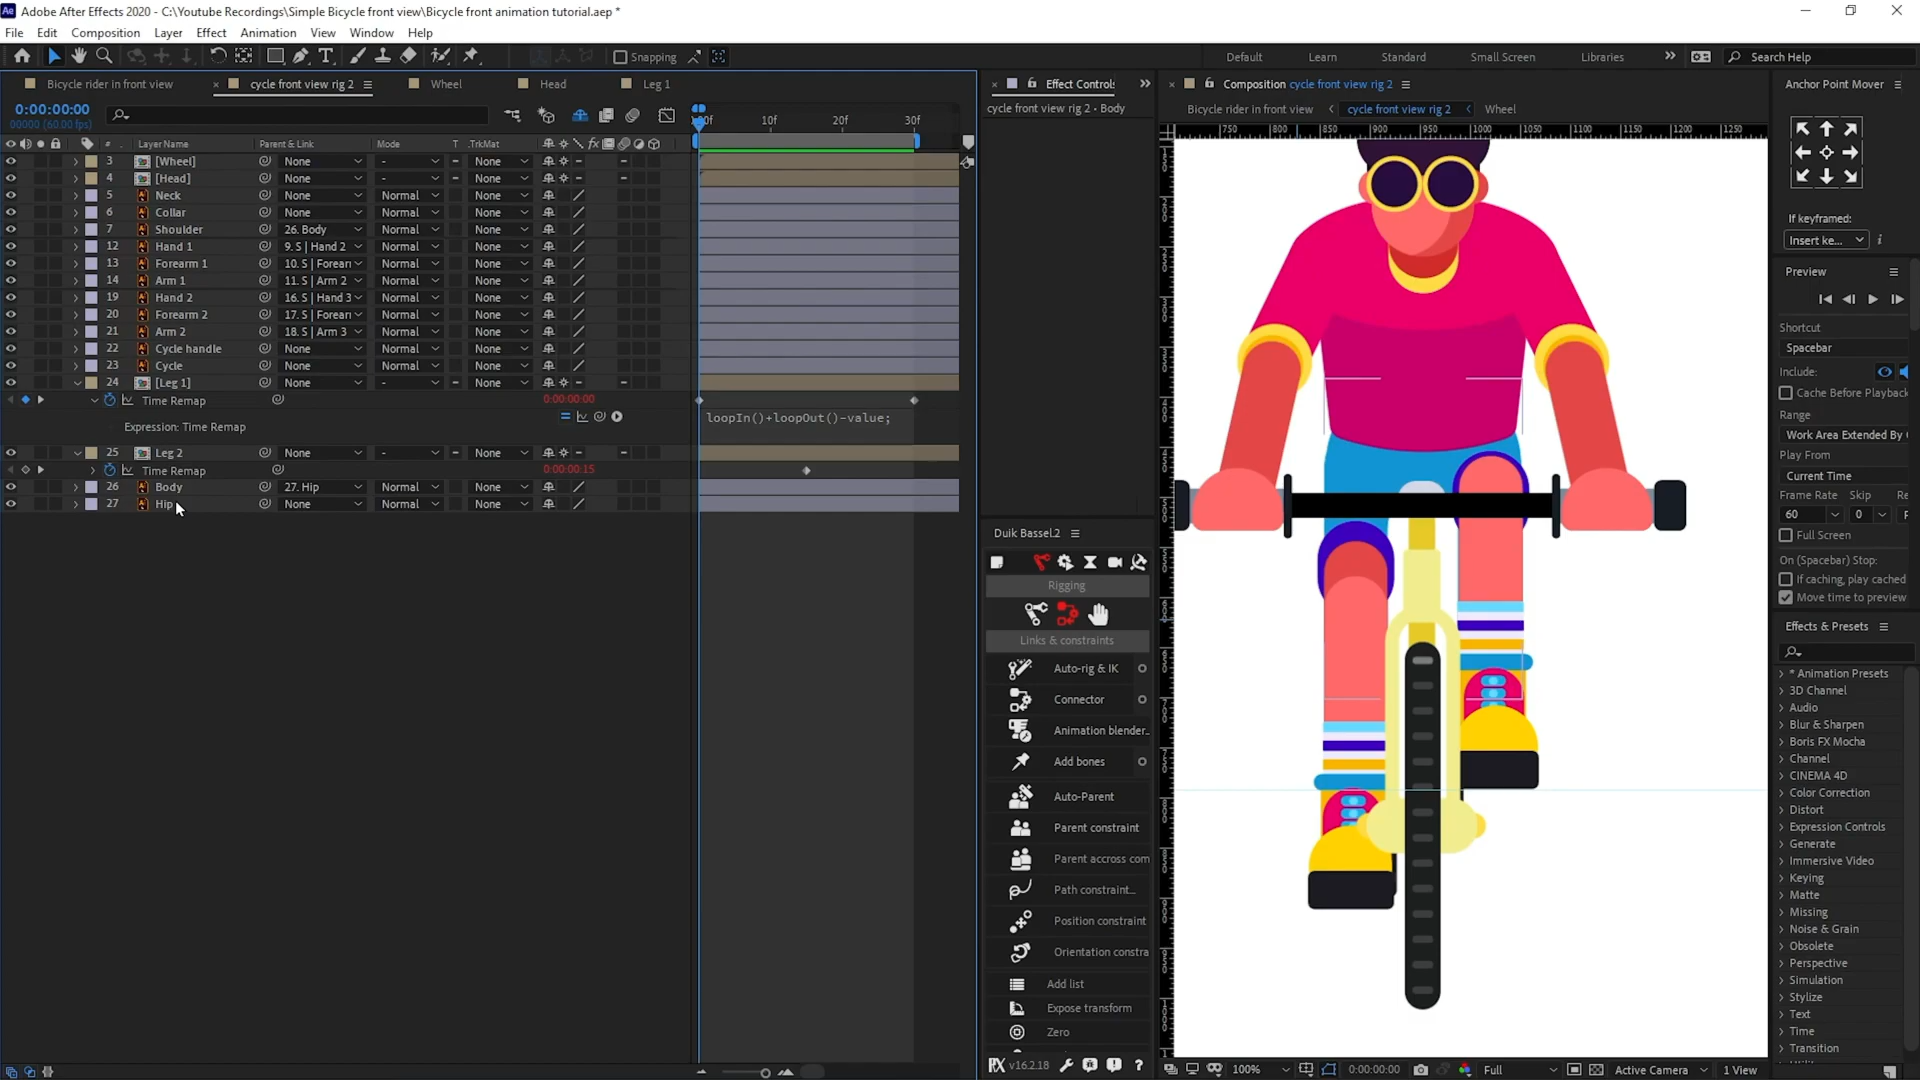 Adobe After Effects 2020 - C:\Youtube Recordings\Simple Bicycle front view\Bicycle front animation tutorial.aep *
File Edit Composition Layer Effect Animation View Window Help
Snapping
Default Learn Standard Small Screen Libraries Search Help
Bicycle rider in front view cycle front view rig 2 Wheel Head Leg 1
0:00:00:00
00000 (60.00 fps)
10f 20f 30f
# Layer Name Parent & Link Mode T .TrkMat
3 [Wheel] None - None
4 [Head] None - None
5 Neck None Normal None
6 Collar None Normal None
7 Shoulder 26. Body Normal None
12 Hand 1 9. S | Hand 2 Normal None
13 Forearm 1 10. S | Forearm Normal None
14 Arm 1 11. S | Arm 2 Normal None
19 Hand 2 16. S | Hand 3 Normal None
20 Forearm 2 17. S | Forearm Normal None
21 Arm 2 18. S | Arm 3 Normal None
22 Cycle handle None Normal None
23 Cycle None Normal None
24 [Leg 1] None - None
Time Remap 0:00:00:00
Expression: Time Remap loopIn()+loopOut()-value;
25 Leg 2 None - None
Time Remap 0:00:00:15
26 Body 27. Hip Normal None
27 Hip None Normal None
Effect Controls
cycle front view rig 2 • Body
Duik Bassel.2
Rigging
Links & constraints
Auto-rig & IK
Connector
Animation blender..
Add bones
Auto-Parent
Parent constraint
Parent accross com
Path constraint...
Position constraint
Orientation constra
Add list
Expose transform
Zero
v16.2.18 ?
Composition cycle front view rig 2
Bicycle rider in front view cycle front view rig 2 Wheel
750 800 850 900 950 1000 1050 1100 1150 1200 1250
100% 0:00:00:00 Full Active Camera 1 View
Anchor Point Mover
If keyframed:
Insert ke...
Preview
Shortcut
Spacebar
Include:
Cache Before Playback
Range
Work Area Extended By
Play From
Current Time
Frame Rate Skip Re
60 0
Full Screen
On (Spacebar) Stop:
If caching, play cached
Move time to preview
Effects & Presets
* Animation Presets
3D Channel
Audio
Blur & Sharpen
Boris FX Mocha
Channel
CINEMA 4D
Color Correction
Distort
Expression Controls
Generate
Immersive Video
Keying
Matte
Missing
Noise & Grain
Obsolete
Perspective
Simulation
Stylize
Text
Time
Transition